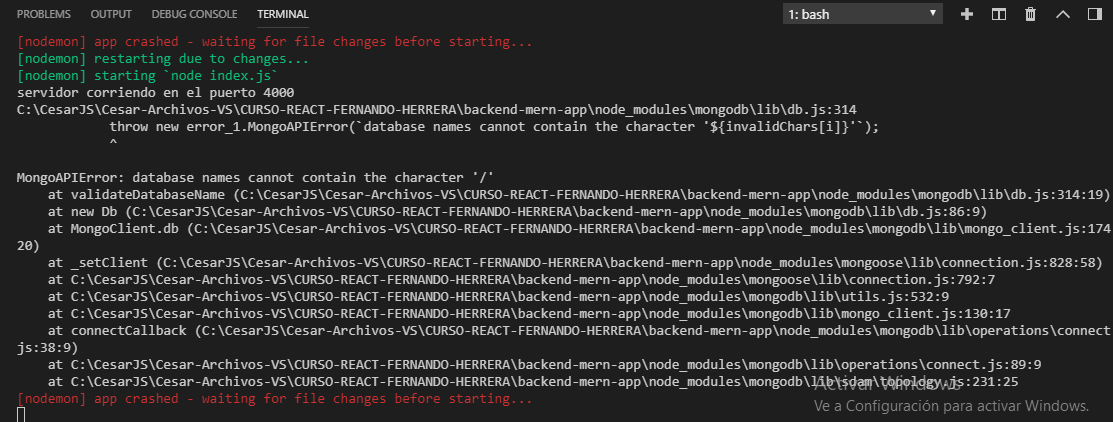 PROBLEMS OUTPUT DEBUG CONSOLE TERMINAL 1: bash
[nodemon] app crashed - waiting for file changes before starting...
[nodemon] restarting due to changes...
[nodemon] starting `node index.js`
servidor corriendo en el puerto 4000
C:\CesarJS\Cesar-Archivos-VS\CURSO-REACT-FERNANDO-HERRERA\backend-mern-app\node_modules\mongodb\lib\db.js:314
throw new error_1.MongoAPIError(`database names cannot contain the character '${invalidChars[i]}'`);
^
MongoAPIError: database names cannot contain the character '/'
at validateDatabaseName (C:\CesarJS\Cesar-Archivos-VS\CURSO-REACT-FERNANDO-HERRERA\backend-mern-app\node_modules\mongodb\lib\db.js:314:19)
at new Db (C:\CesarJS\Cesar-Archivos-VS\CURSO-REACT-FERNANDO-HERRERA\backend-mern-app\node_modules\mongodb\lib\db.js:86:9)
at MongoClient.db (C:\CesarJS\Cesar-Archivos-VS\CURSO-REACT-FERNANDO-HERRERA\backend-mern-app\node_modules\mongodb\lib\mongo_client.js:174
20)
at _setClient (C:\CesarJS\Cesar-Archivos-VS\CURSO-REACT-FERNANDO-HERRERA\backend-mern-app\node_modules\mongoose\lib\connection.js:828:58)
at C:\CesarJS\Cesar-Archivos-VS\CURSO-REACT-FERNANDO-HERRERA\backend-mern-app\node_modules\mongoose\lib\connection.js:792:7
at C:\CesarJS\Cesar-Archivos-VS\CURSO-REACT-FERNANDO-HERRERA\backend-mern-app\node_modules\mongodb\lib\utils.js:532:9
at C:\CesarJS\Cesar-Archivos-VS\CURSO-REACT-FERNANDO-HERRERA\backend-mern-app\node_modules\mongodb\lib\mongo_client.js:130:17
at connectCallback (C:\CesarJS\Cesar-Archivos-VS\CURSO-REACT-FERNANDO-HERRERA\backend-mern-app\node_modules\mongodb\lib\operations\connect
js:38:9)
at C:\CesarJS\Cesar-Archivos-VS\CURSO-REACT-FERNANDO-HERRERA\backend-mern-app\node_modules\mongodb\lib\operations\connect.js:89:9
at C:\CesarJS\Cesar-Archivos-VS\CURSO-REACT-FERNANDO-HERRERA\backend-mern-app\node_modules\mongodb\lib\sdam\topology.js:231:25
Activar Windows
[nodemon] app crashed - waiting for file changes before starting...
Ve a Configuración para activar Windows.